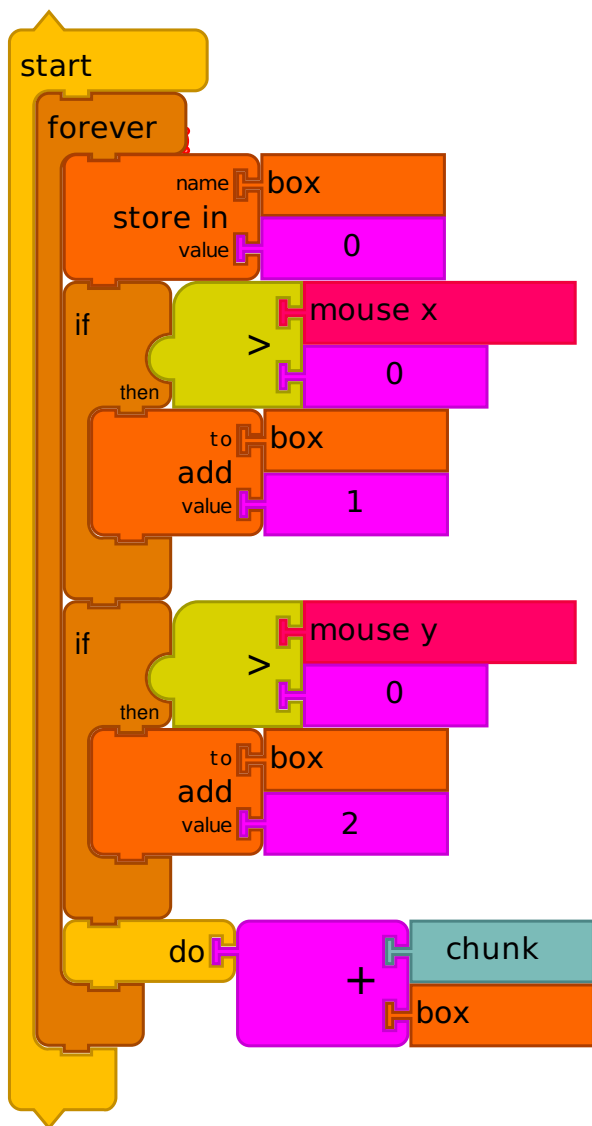 start
forever
name box
store in
value 0
if
mouse x
>
0
then
to box
add
value 1
if
mouse y
>
0
then
to box
add
value 2
do
chunk
+
box